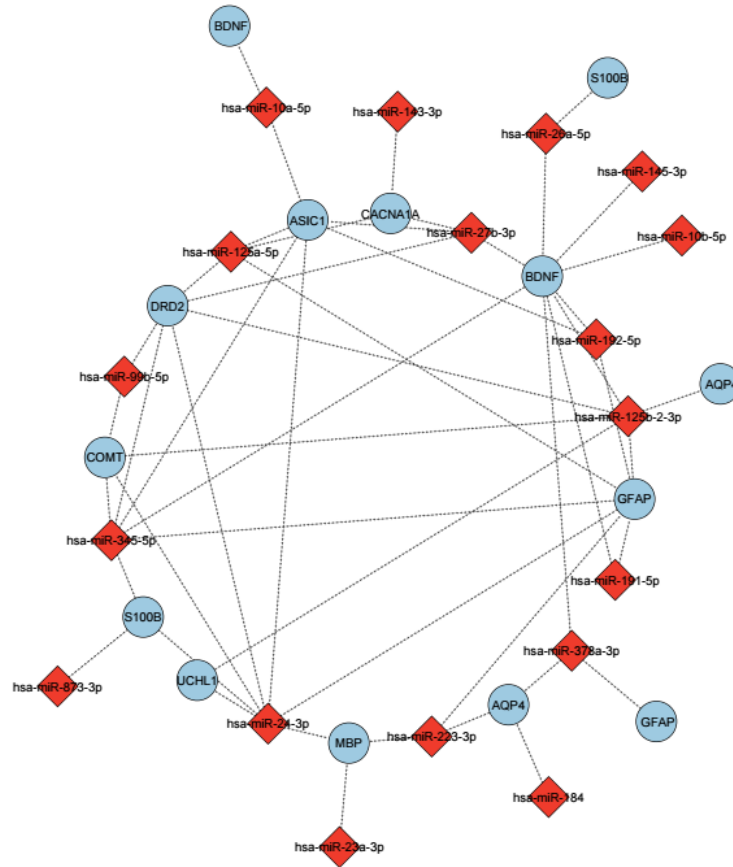 BDNF
S100B
hsa-miR-10a-5p
hsa-miR-143-3p
hsa-miR-26a-5p
hsa-miR-145-3p
ASIC1
CACNA1A
hsa-miR-27b-3p
hsa-miR-10b-5p
hsa-miR-125a-5p
BDNF
DRD2
hsa-miR-192-5p
hsa-miR-99b-5p
AQP4
hsa-miR-125b-2-3p
COMT
GFAP
hsa-miR-345-5p
hsa-miR-191-5p
S100B
hsa-miR-378a-3p
UCHL1
hsa-miR-873-3p
AQP4
hsa-miR-24-3p
GFAP
MBP
hsa-miR-223-3p
hsa-miR-184
hsa-miR-23a-3p